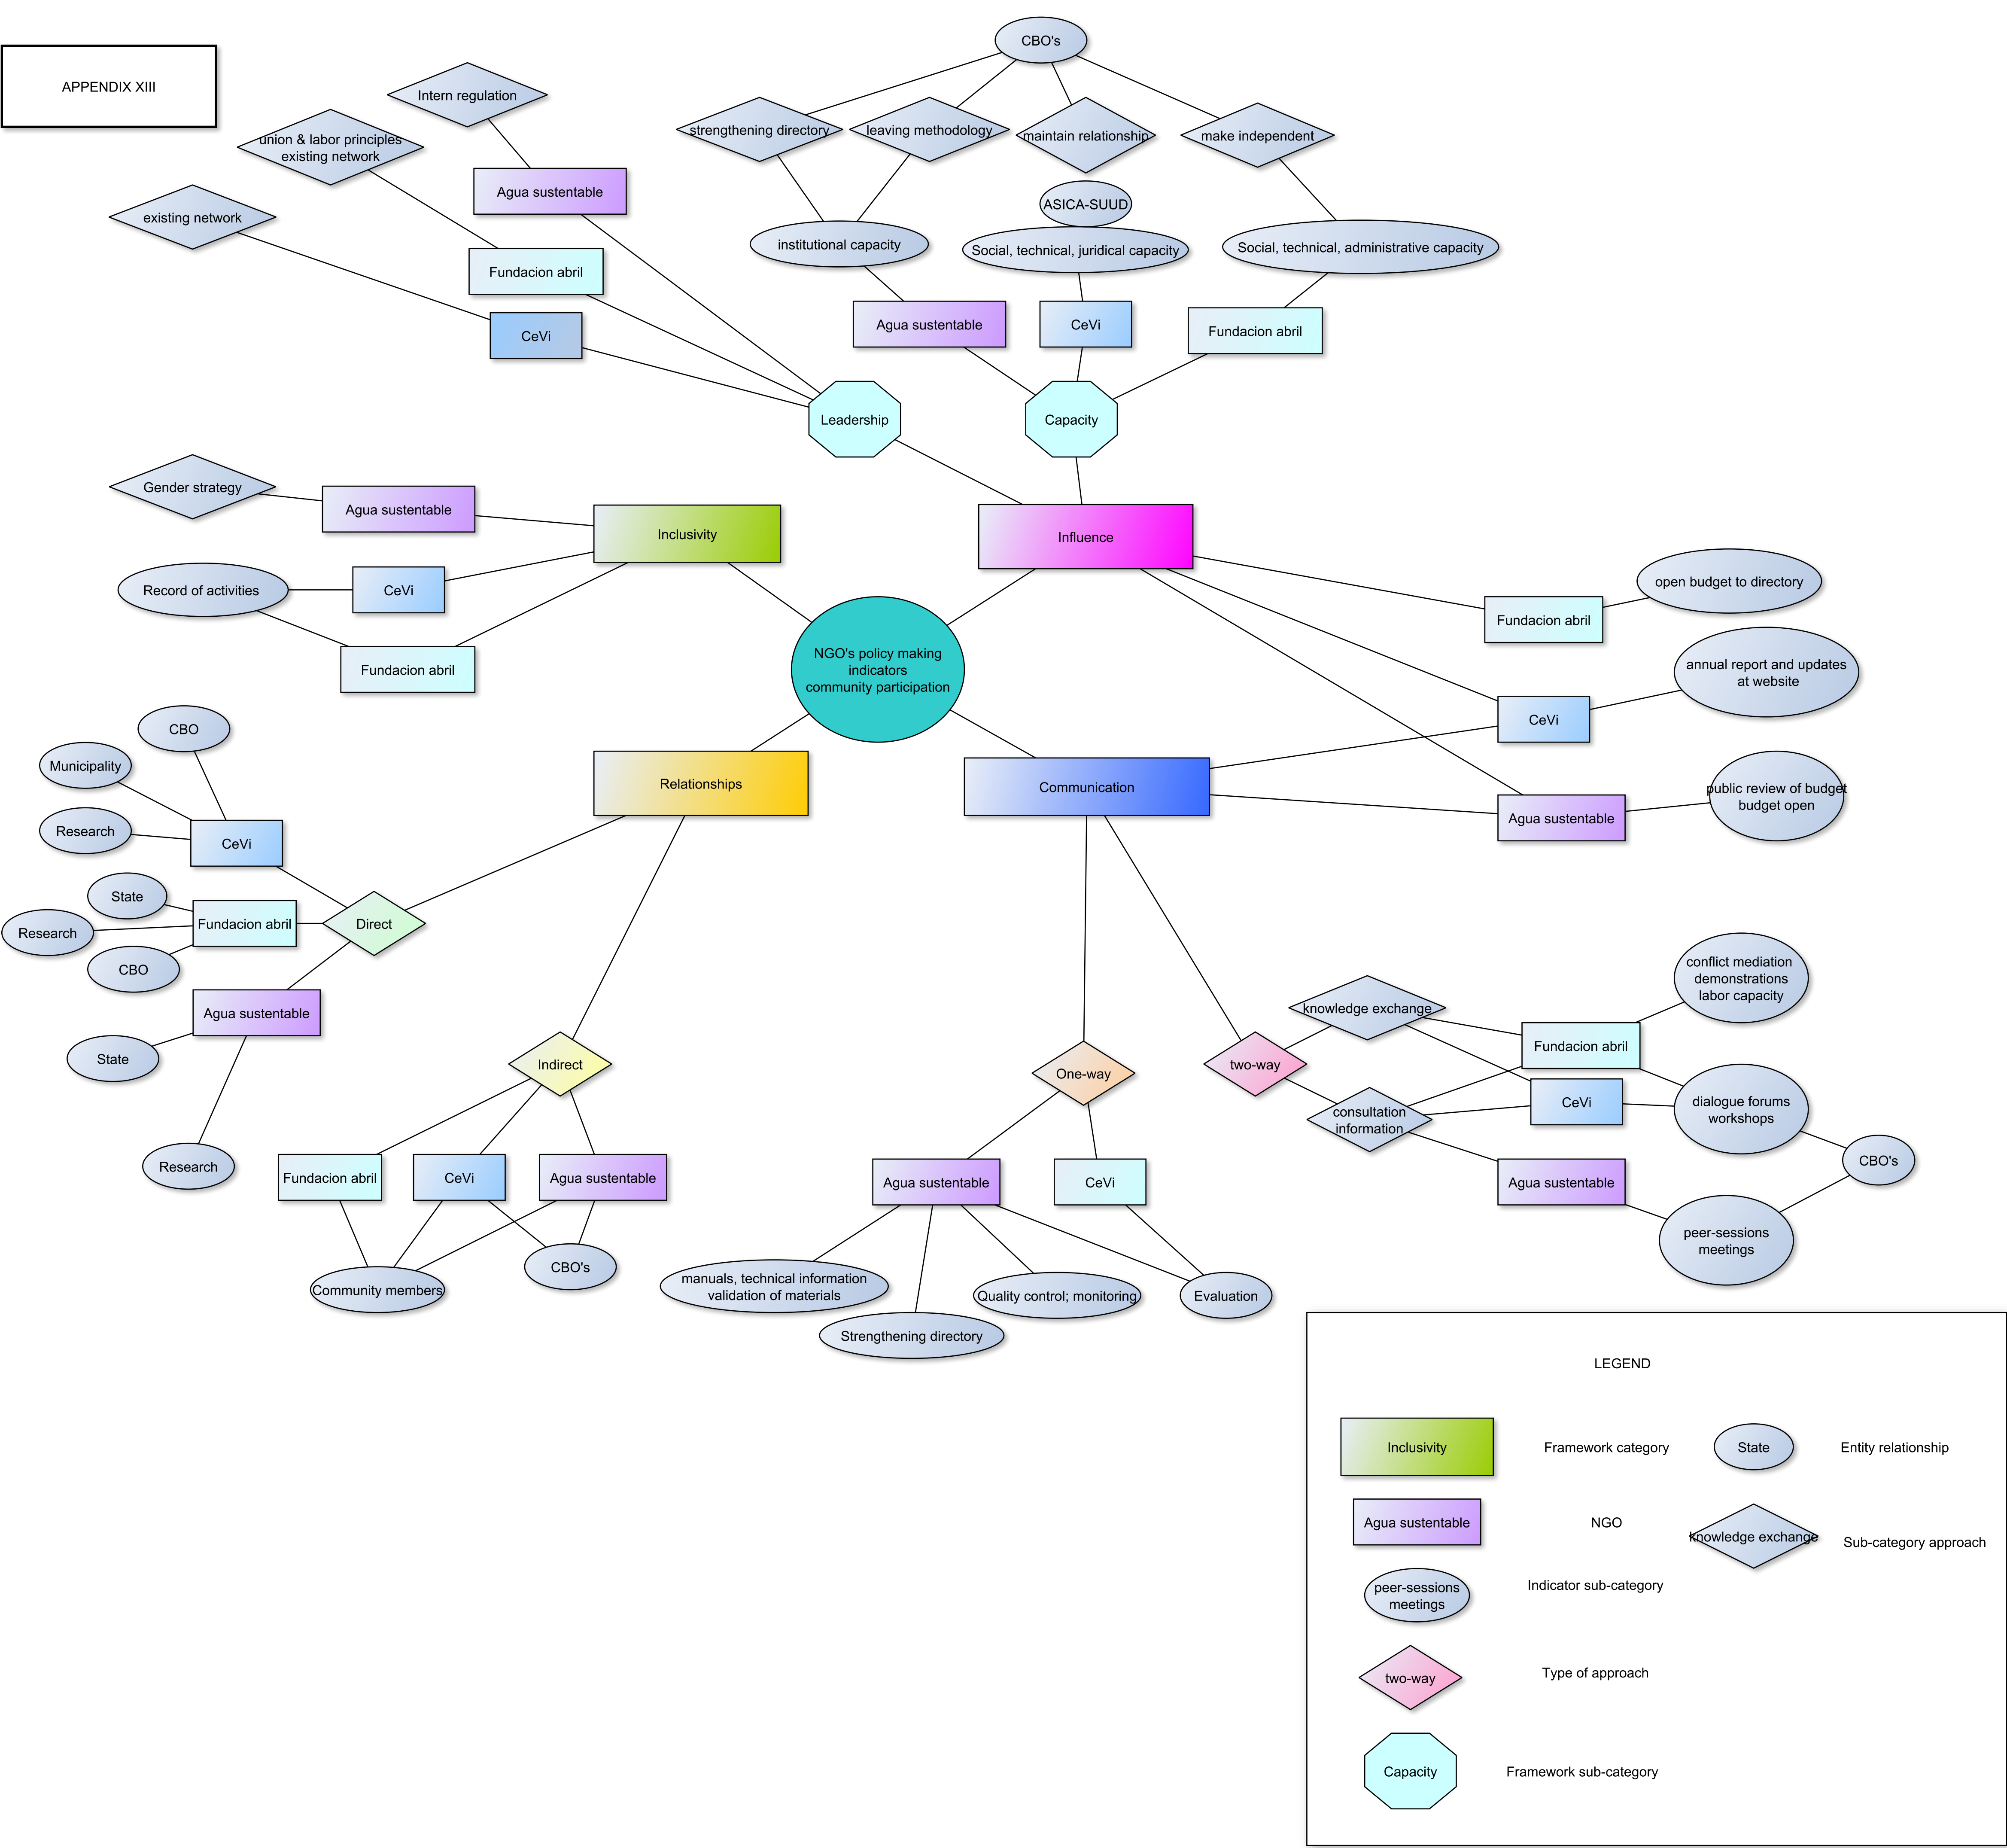 APPENDIX XIII
CBO's
Intern regulation
strengthening directory
leaving methodology
maintain relationship
make independent
union & labor principles
existing network
existing network
Agua sustentable
ASICA-SUUD
institutional capacity
Social, technical, juridical capacity
Social, technical, administrative capacity
Fundacion abril
CeVi
Agua sustentable
CeVi
Fundacion abril
Leadership
Capacity
Gender strategy
Agua sustentable
Inclusivity
Influence
Record of activities
CeVi
Fundacion abril
open budget to directory
Fundacion abril
NGO's policy making
indicators
community participation
annual report and updates
at website
CeVi
CBO
Municipality
Research
CeVi
Relationships
Communication
public review of budget
budget open
Agua sustentable
State
Research
CBO
Fundacion abril
Direct
Agua sustentable
State
Research
Indirect
One-way
two-way
knowledge exchange
consultation
information
conflict mediation
demonstrations
labor capacity
Fundacion abril
CeVi
dialogue forums
workshops
CBO's
Agua sustentable
peer-sessions
meetings
Fundacion abril
CeVi
Agua sustentable
Community members
CBO's
Agua sustentable
CeVi
manuals, technical information
validation of materials
Strengthening directory
Quality control; monitoring
Evaluation
LEGEND
Inclusivity
Framework category
State
Entity relationship
Agua sustentable
NGO
knowledge exchange
Sub-category approach
peer-sessions
meetings
Indicator sub-category
two-way
Type of approach
Capacity
Framework sub-category